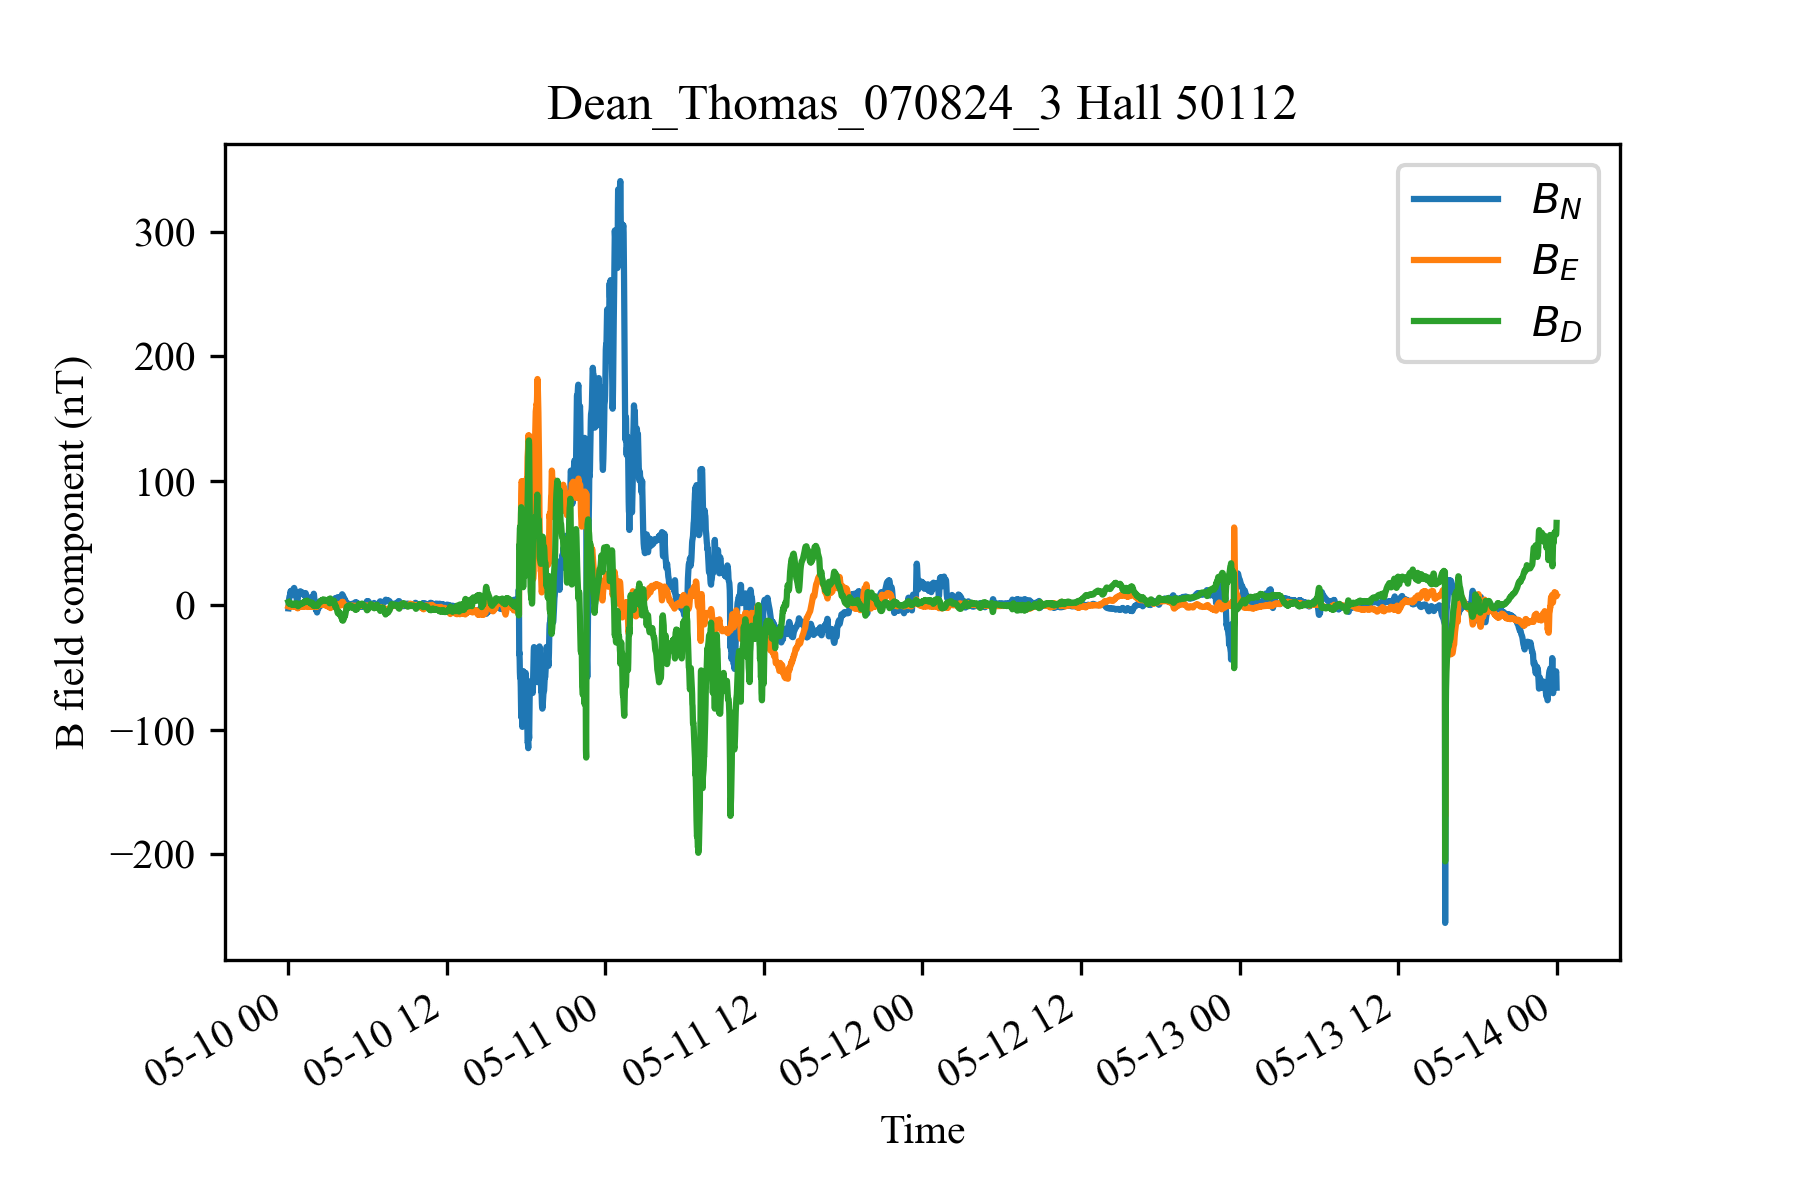 Dean_Thomas_070824_3 Hall 50112
B field component (nT)
300
200
100
0
−100
−200
B_N
B_E
B_D
05-10 00
05-10 12
05-11 00
05-11 12
05-12 00
05-12 12
05-13 00
05-13 12
05-14 00
Time